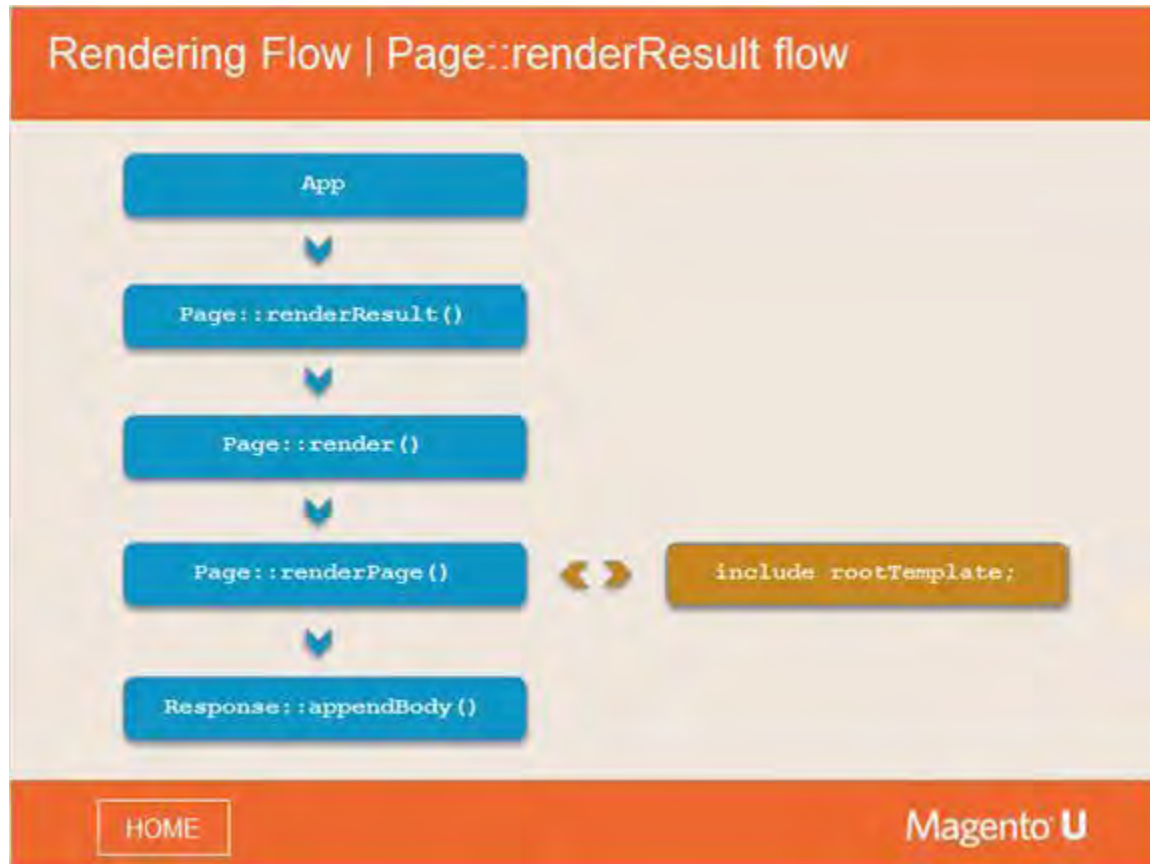 Rendering Flow | Page::renderResult flow
App
Page::renderResult()
Page::render()
Page::renderPage()
include rootTemplate;
Response::appendBody()
HOME
Magento U